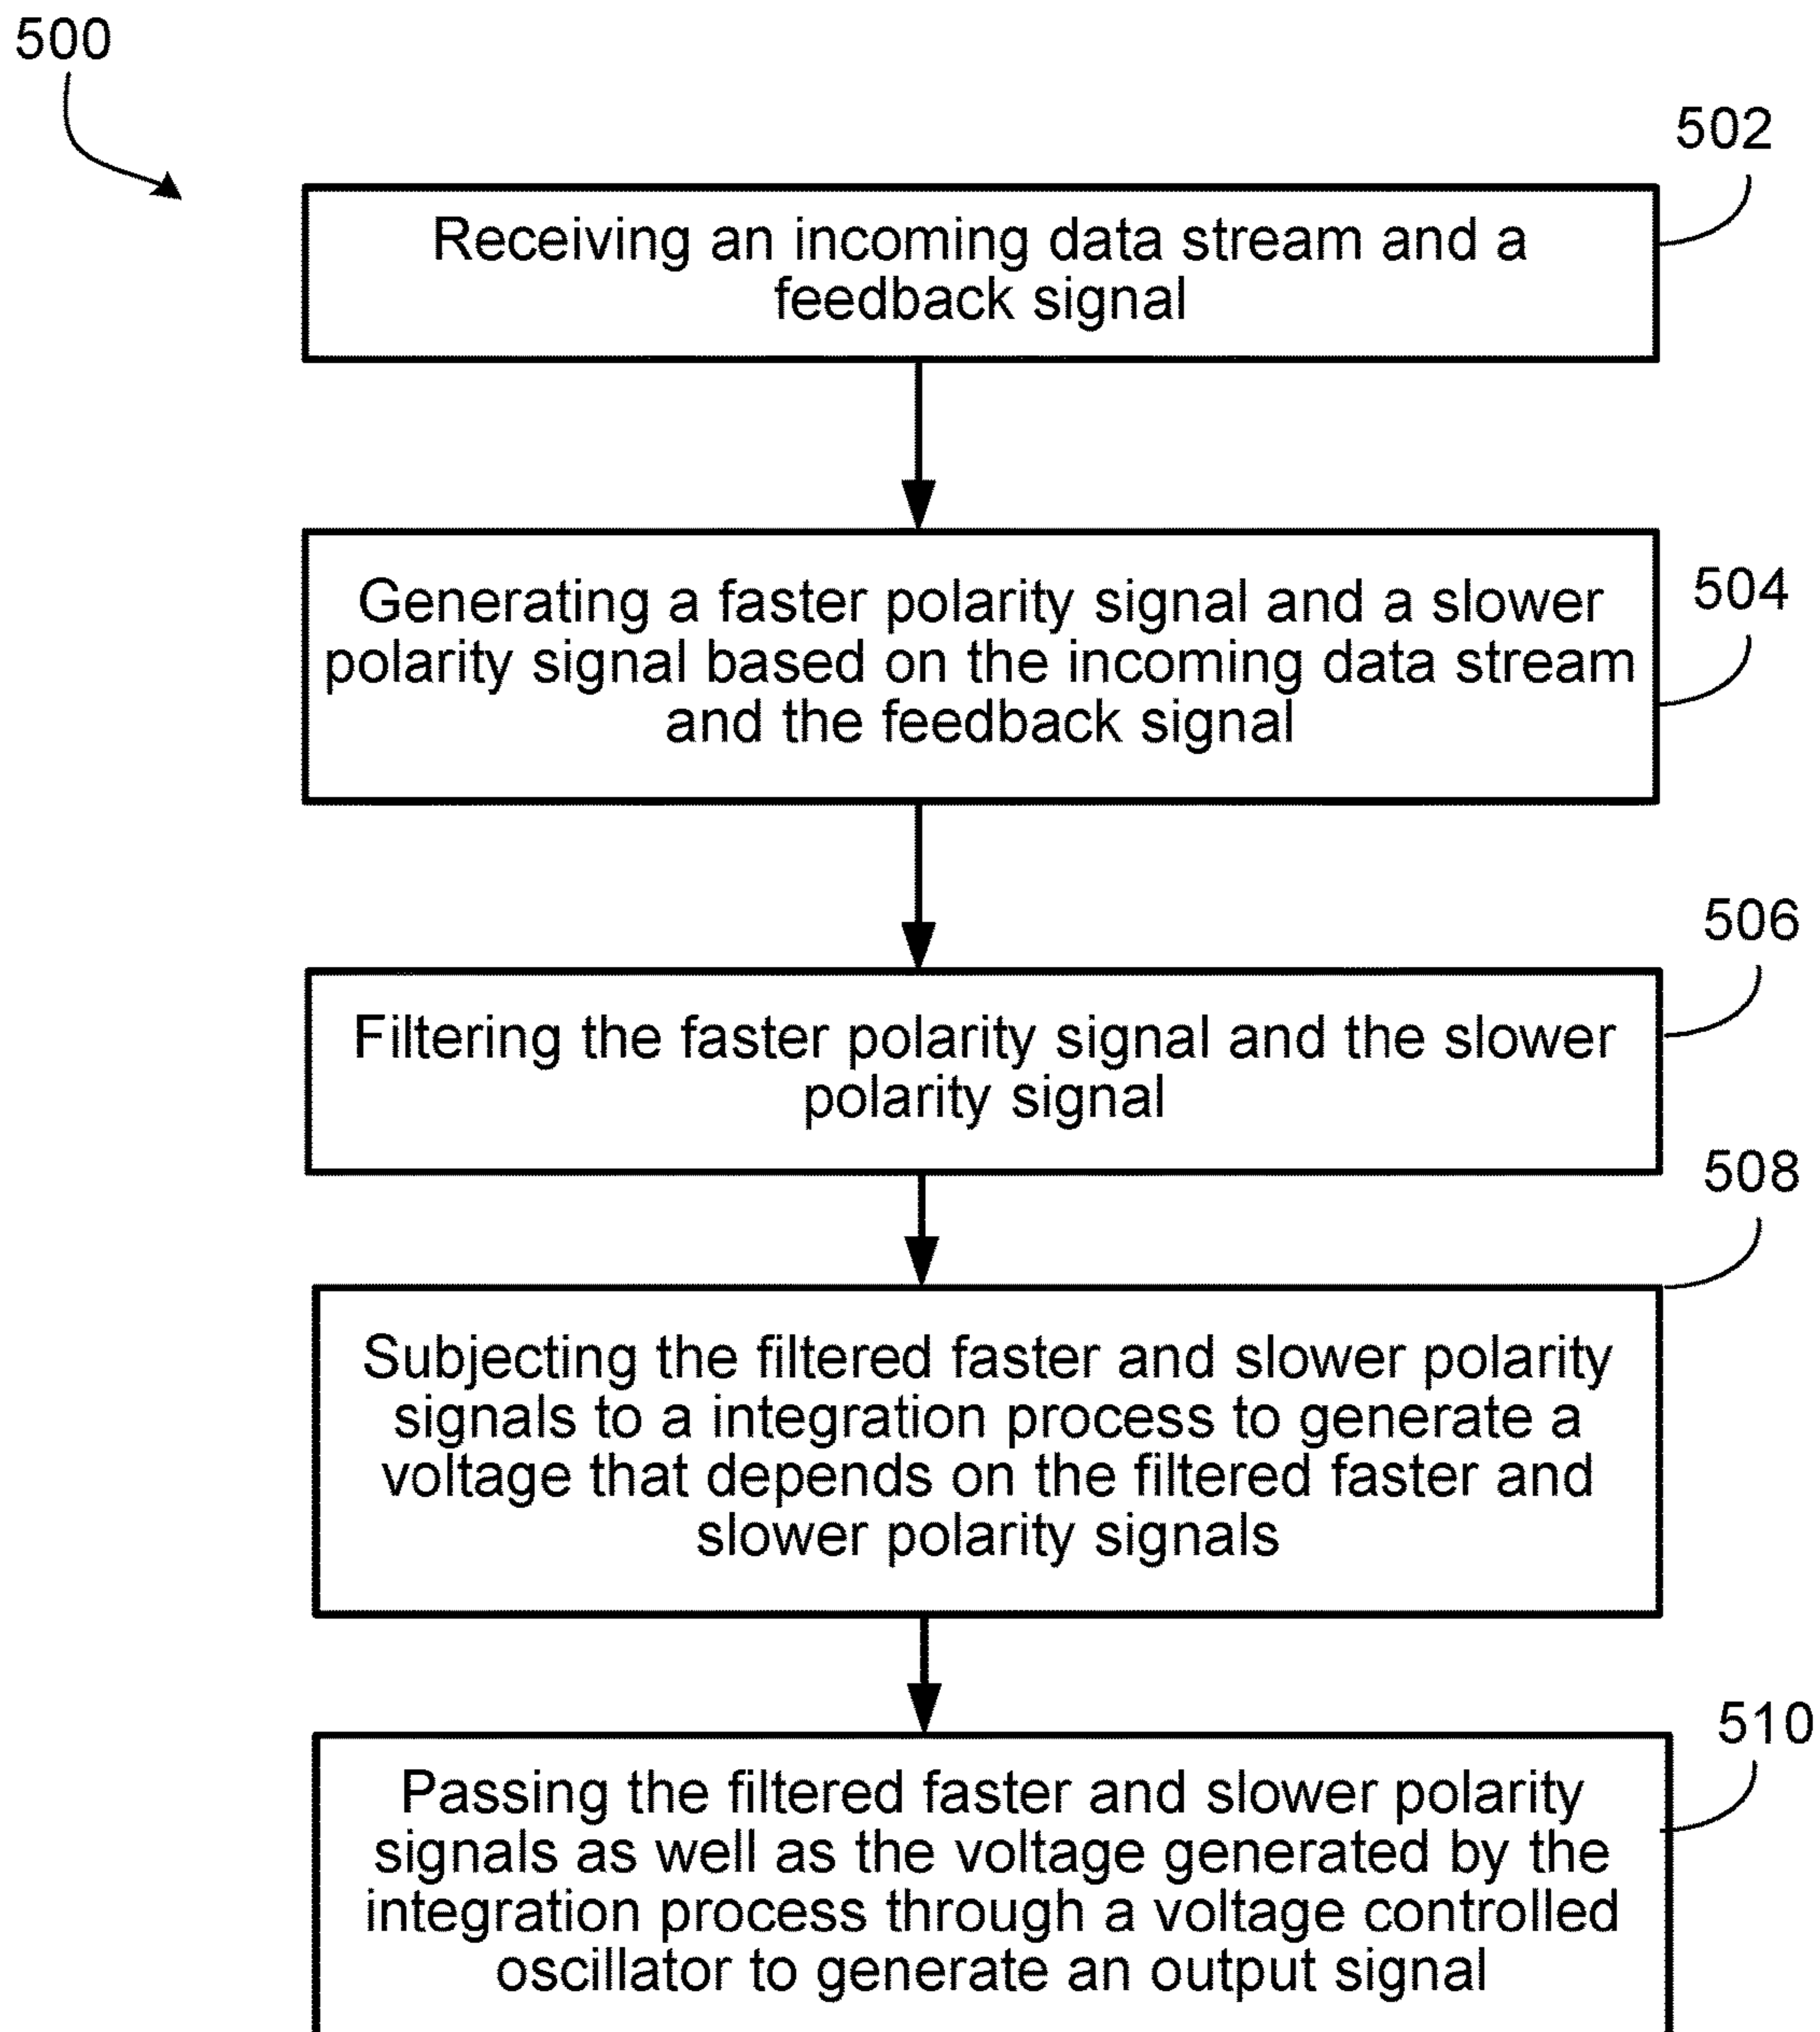 500
502
Receiving an incoming data stream and a
feedback signal
504
Generating a faster polarity signal and a slower
polarity signal based on the incoming data stream
and the feedback signal
506
Filtering the faster polarity signal and the slower
polarity signal
508
Subjecting the filtered faster and slower polarity
signals to a integration process to generate a
voltage that depends on the filtered faster and
slower polarity signals
510
Passing the filtered faster and slower polarity
signals as well as the voltage generated by the
integration process through a voltage controlled
oscillator to generate an output signal